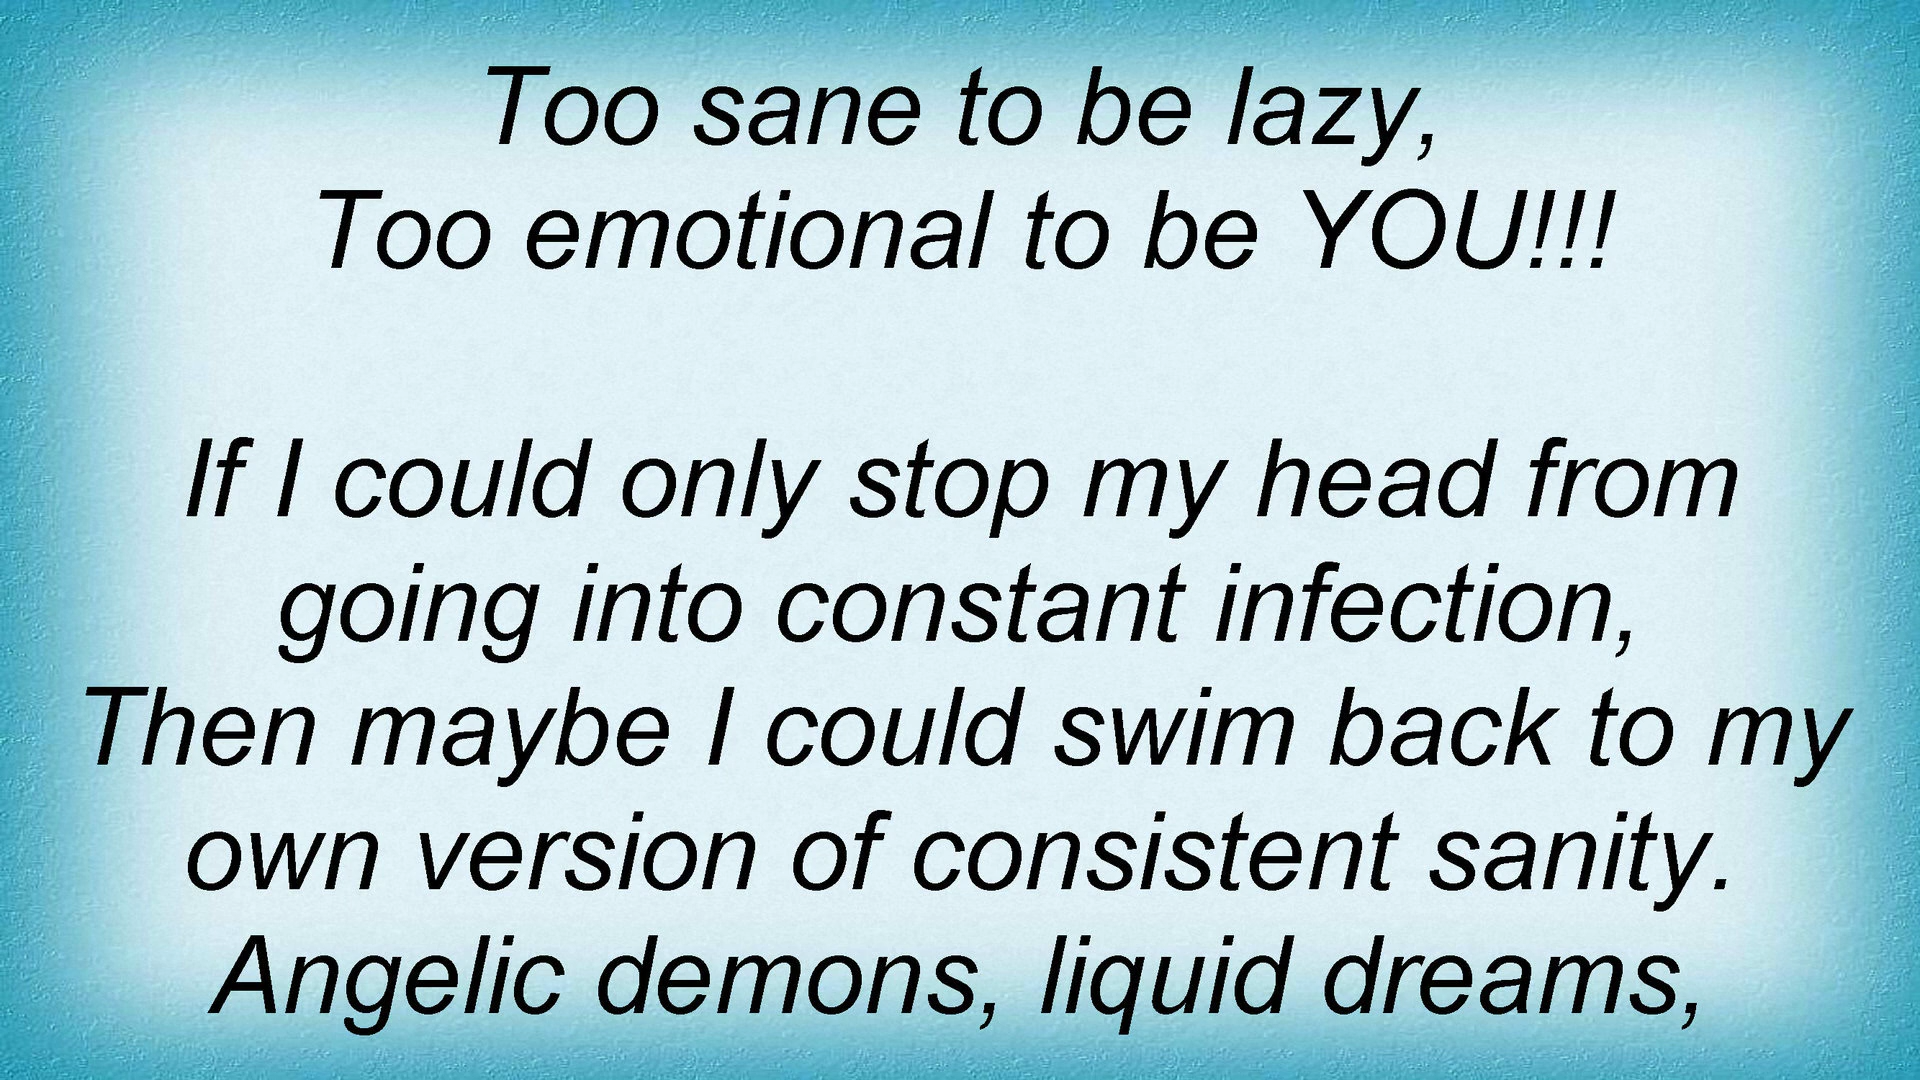 Too sane to be lazy,
Too emotional to be YOU!!!
If I could only stop my head from
going into constant infection,
Then maybe I could swim back to my
own version of consistent sanity.
Angelic demons, liquid dreams,